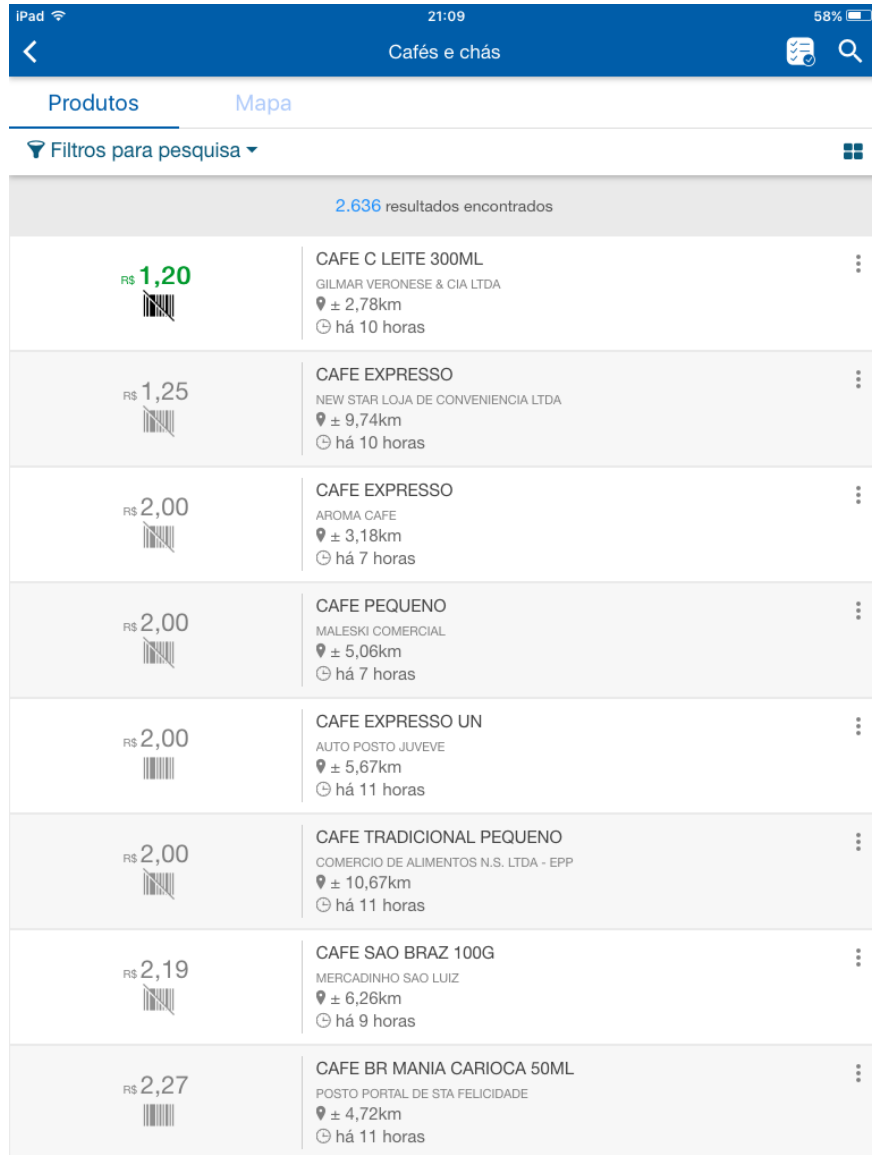 iPad 21:09 58%
Cafés e chás
Produtos Mapa
Filtros para pesquisa
2.636 resultados encontrados
R$ 1,20
CAFE C LEITE 300ML
GILMAR VERONESE & CIA LTDA
± 2,78km
há 10 horas
R$ 1,25
CAFE EXPRESSO
NEW STAR LOJA DE CONVENIENCIA LTDA
± 9,74km
há 10 horas
R$ 2,00
CAFE EXPRESSO
AROMA CAFE
± 3,18km
há 7 horas
R$ 2,00
CAFE PEQUENO
MALESKI COMERCIAL
± 5,06km
há 7 horas
R$ 2,00
CAFE EXPRESSO UN
AUTO POSTO JUVEVE
± 5,67km
há 11 horas
R$ 2,00
CAFE TRADICIONAL PEQUENO
COMERCIO DE ALIMENTOS N.S. LTDA - EPP
± 10,67km
há 11 horas
R$ 2,19
CAFE SAO BRAZ 100G
MERCADINHO SAO LUIZ
± 6,26km
há 9 horas
R$ 2,27
CAFE BR MANIA CARIOCA 50ML
POSTO PORTAL DE STA FELICIDADE
± 4,72km
há 11 horas